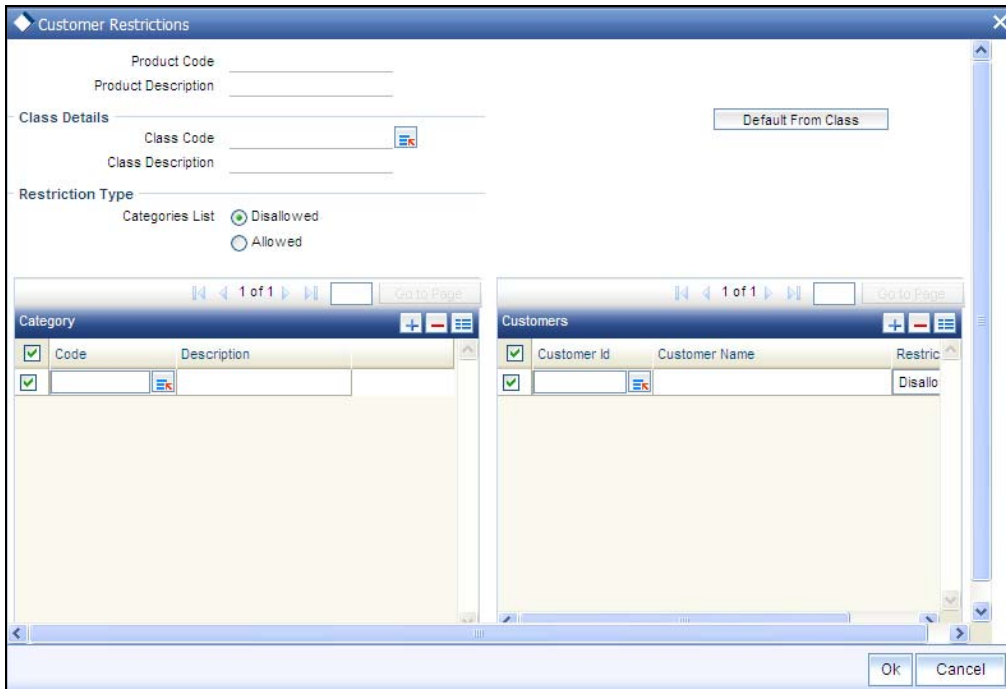 Customer Restrictions
Product Code
Product Description
Class Details
Default From Class
Class Code
Class Description
Restriction Type
Categories List Disallowed
Allowed
1 of 1 Go to Page
1 of 1 Go to Page
Category
Customers
Code Description
Customer Id Customer Name Restric
Disallo
Ok Cancel